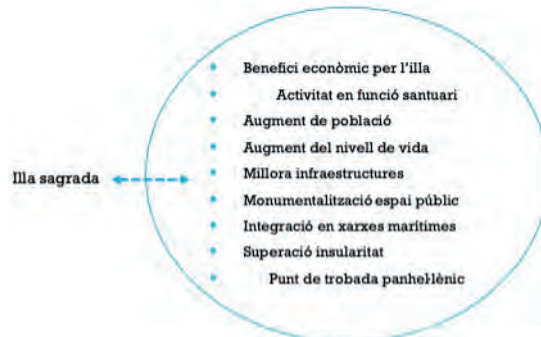 Benefici econòmic per l'illa
Activitat en funció santuari
Augment de població
Augment del nivell de vida
Illa sagrada
Millora infraestructures
Monumentalització espai públic
Integració en xarxes marítimes
Superació insularitat
Punt de trobada panhel·lènic